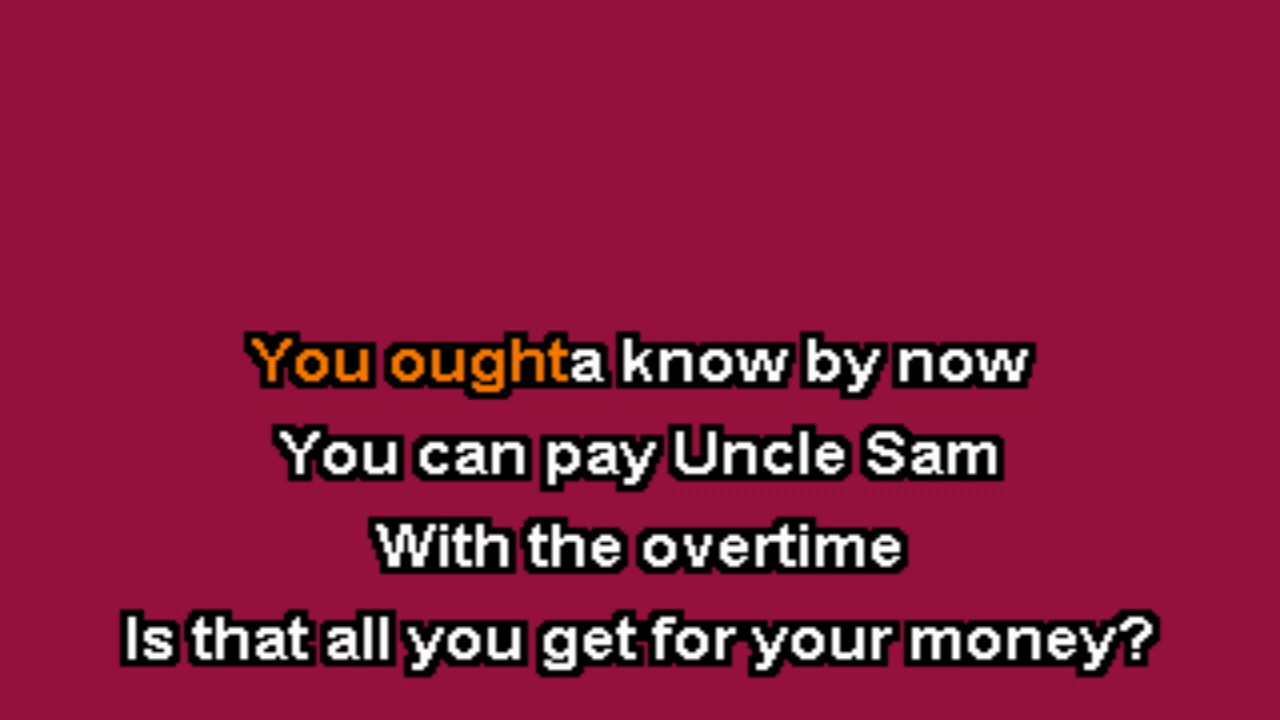 You oughta know by now
You can pay Uncle Sam
With the overtime
Is that all you get for your money?